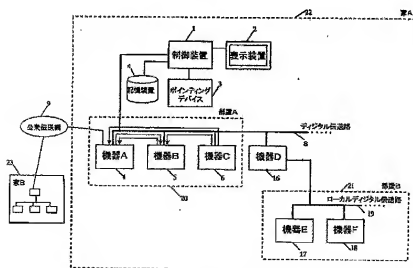 22
家A
1
制御装置
2
表示装置
記憶装置
3
ポインティング
デバイス
9
公衆伝送網
部屋A
ディジタル伝送路
8
23
家B
機器A
機器B
5
機器C
6
機器D
16
20
21
部屋B
ローカルディジタル伝送路
19
機器E
17
機器F
18